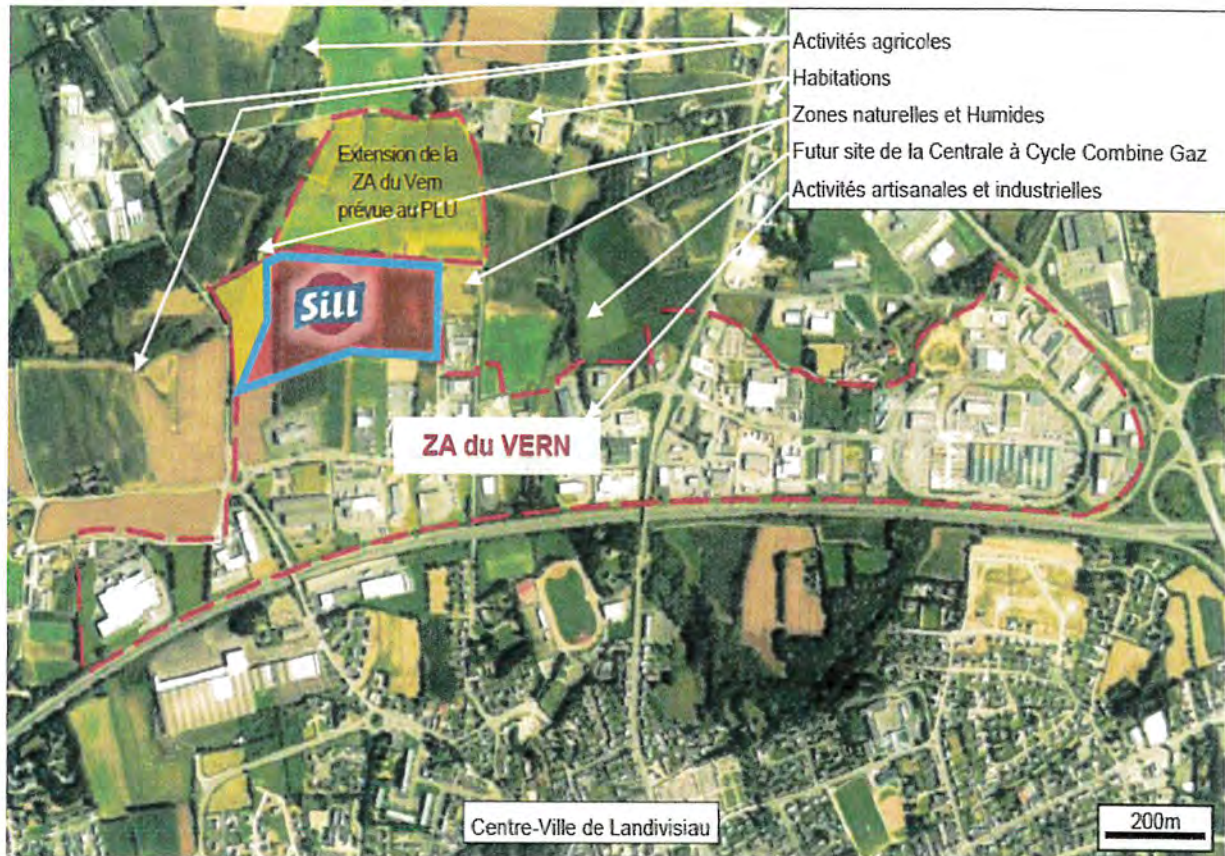 Activités agricoles
Habitations
Zones naturelles et Humides
Futur site de la Centrale à Cycle Combine Gaz
Activités artisanales et industrielles
Extension de la
ZA du Vern
prévue au PLU
Sill
ZA du VERN
Centre-Ville de Landivisiau
200m